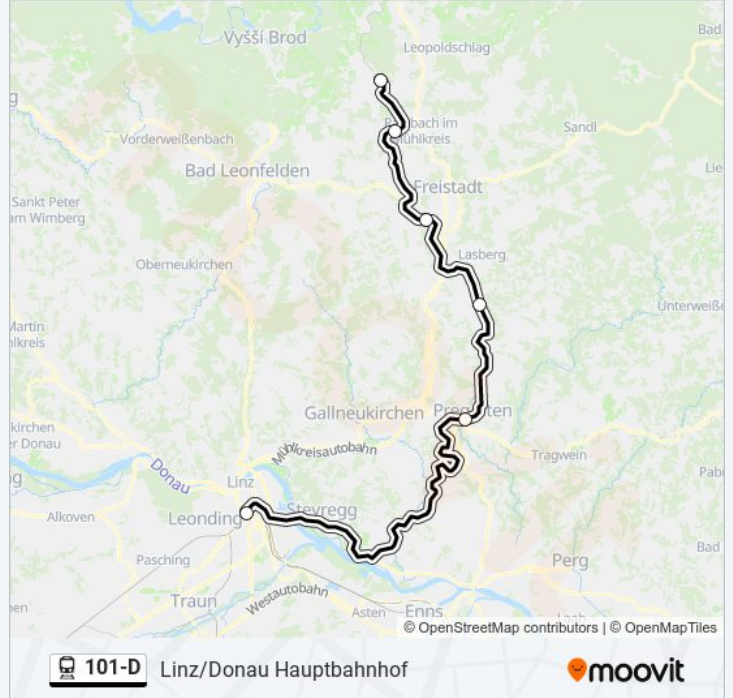 Vyšší Brod
Leopoldschlag
Bad
Vorderweißenbach
Sandl
Bad Leonfelden
Freistadt
Sankt Peter
am Wimberg
Lasberg
Oberneukirchen
Gallneukirchen
Mühlkreisautobahn
Tragwein
Donau
Linz
Steyregg
Alkoven
Leonding
Pasching
Perg
Bad
Traun
Westautobahn
Asten
Enns
© OpenStreetMap contributors | © OpenMapTiles
101-D
Linz/Donau Hauptbahnhof
moovit